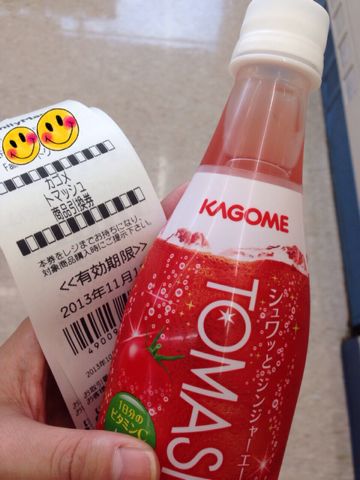 カゴメ
トマッシュ
商品引換券
本券をレジまでお持ちになり、
対象商品購入時にご提示下さい。
<<有効期限>>
2013年11月1
KAGOME
シュワッとジンジャーエー
TOMAS
1日分の
ビタミンC